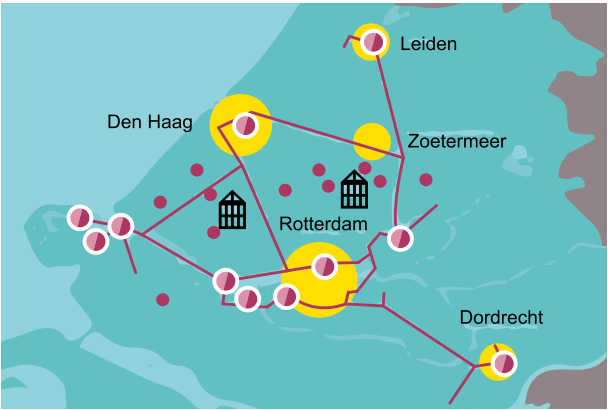 Leiden
Den Haag
Zoetermeer
Rotterdam
Dordrecht